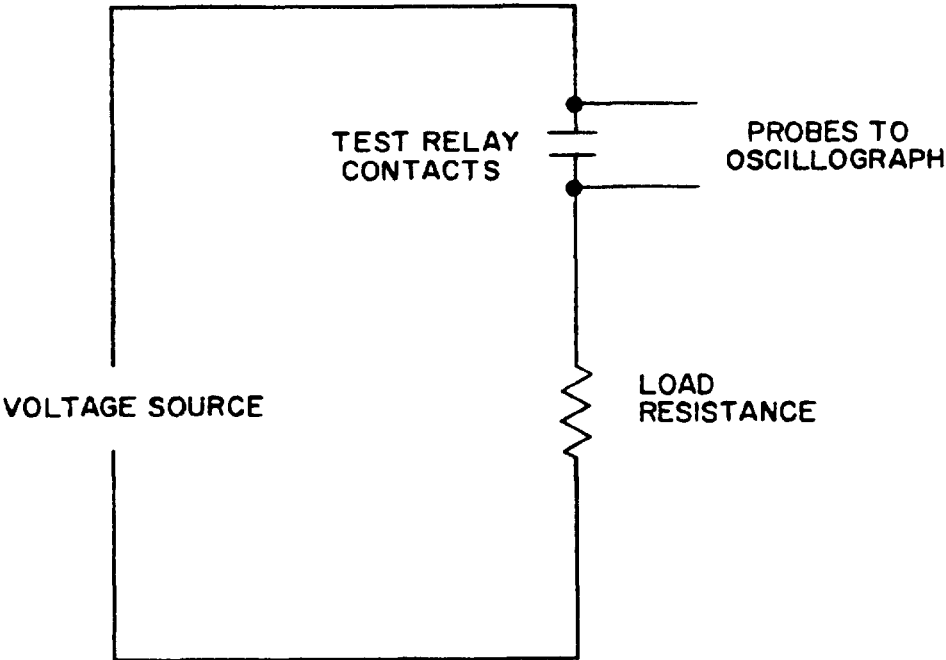 TEST RELAY
CONTACTS
PROBES TO
OSCILLOGRAPH
VOLTAGE SOURCE
LOAD
RESISTANCE